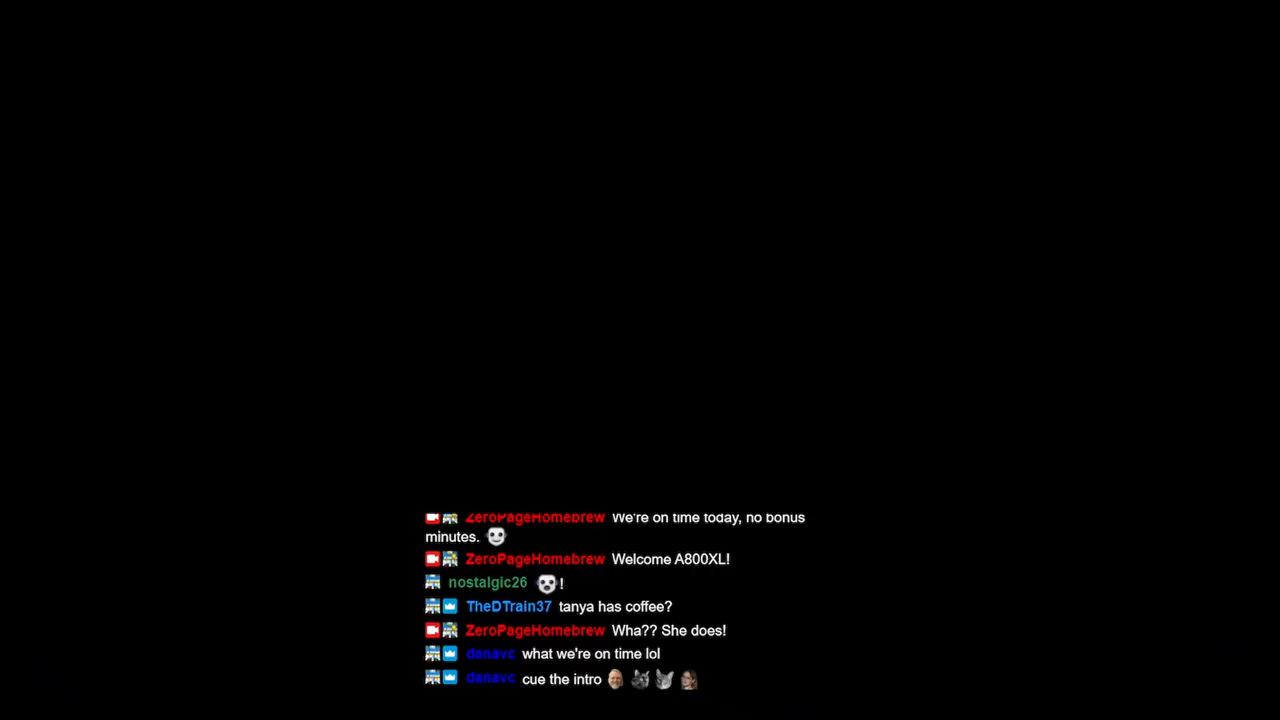 ZeroPageHomebrew We're on time today, no bonus
minutes.
ZeroPageHomebrew Welcome A800XL!
nostalgic26 !
TheDTrain37 tanya has coffee?
ZeroPageHomebrew Wha?? She does!
danavc what we're on time lol
danavc cue the intro